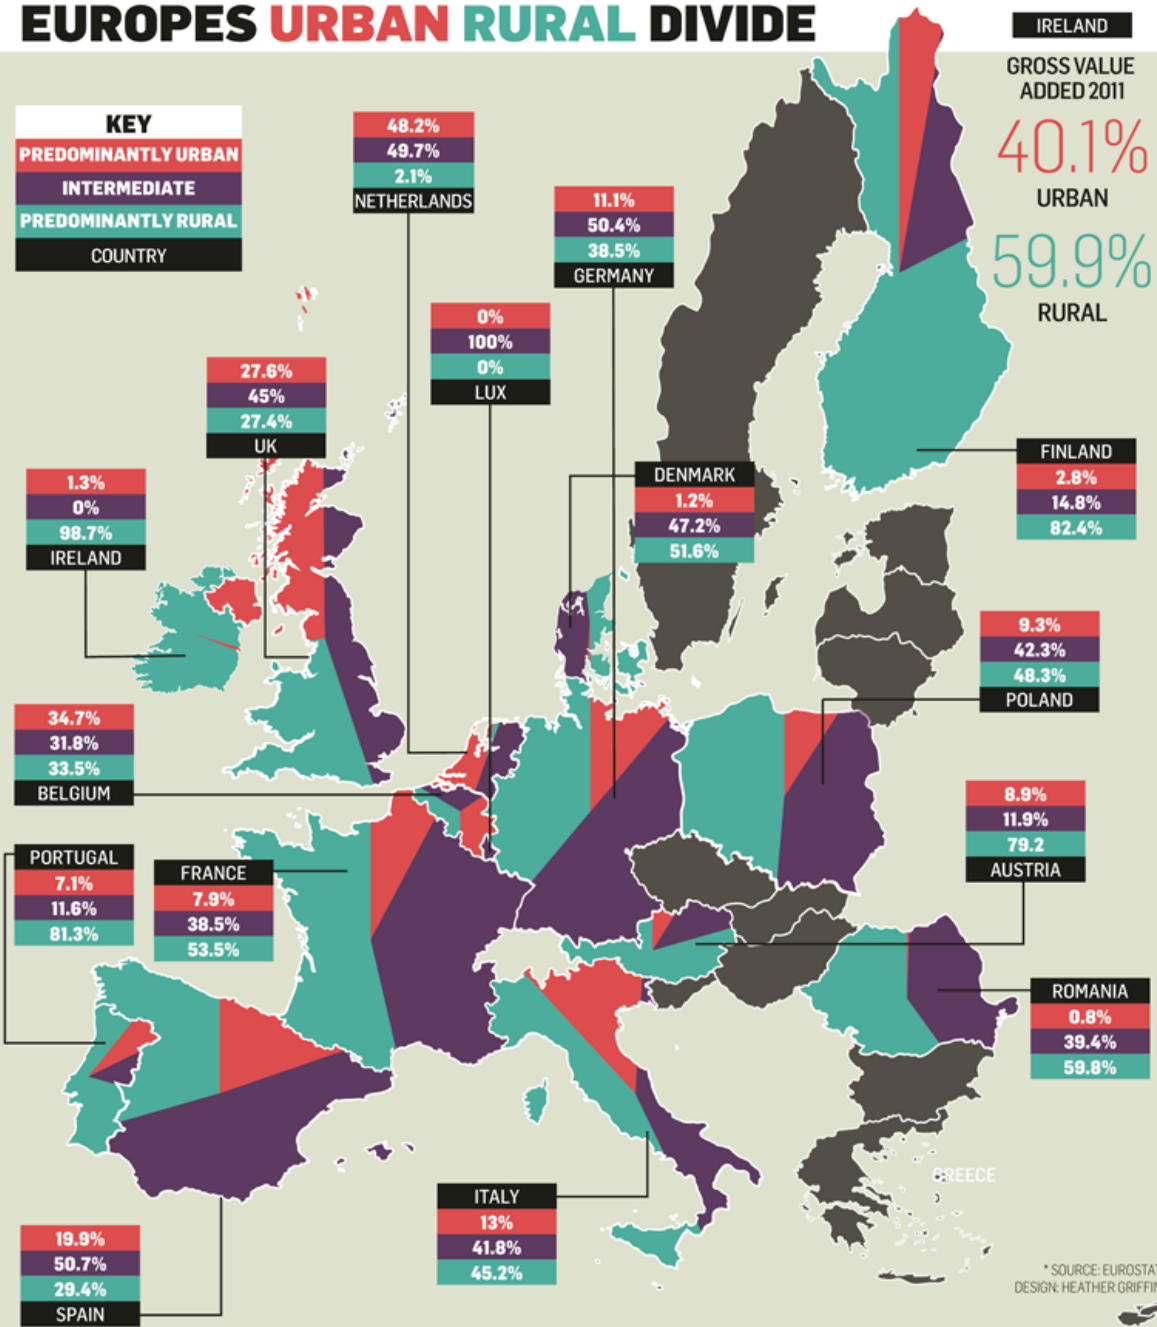 EUROPES URBAN RURAL DIVIDE
IRELAND
GROSS VALUE
ADDED 2011
40.1%
URBAN
59.9%
RURAL
KEY
PREDOMINANTLY URBAN
INTERMEDIATE
PREDOMINANTLY RURAL
COUNTRY
48.2%
49.7%
2.1%
NETHERLANDS
11.1%
50.4%
38.5%
GERMANY
0%
100%
0%
LUX
27.6%
45%
27.4%
UK
1.3%
0%
98.7%
IRELAND
DENMARK
1.2%
47.2%
51.6%
FINLAND
2.8%
14.8%
82.4%
9.3%
42.3%
48.3%
POLAND
34.7%
31.8%
33.5%
BELGIUM
8.9%
11.9%
79.2
AUSTRIA
PORTUGAL
7.1%
11.6%
81.3%
FRANCE
7.9%
38.5%
53.5%
ROMANIA
0.8%
39.4%
59.8%
GREECE
ITALY
13%
41.8%
45.2%
19.9%
50.7%
29.4%
SPAIN
* SOURCE: EUROSTAT
DESIGN: HEATHER GRIFFIN